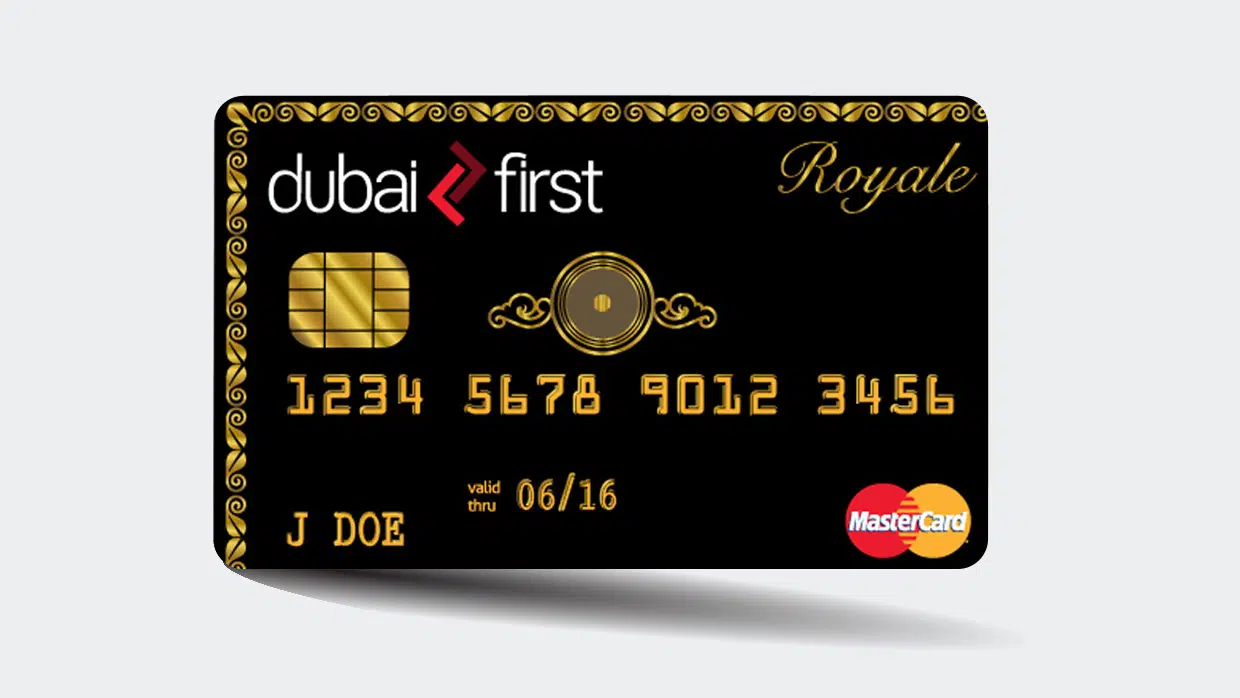 dubai first
Royale
1234 5678 9012 3456
valid
thru
06/16
J DOE
MasterCard